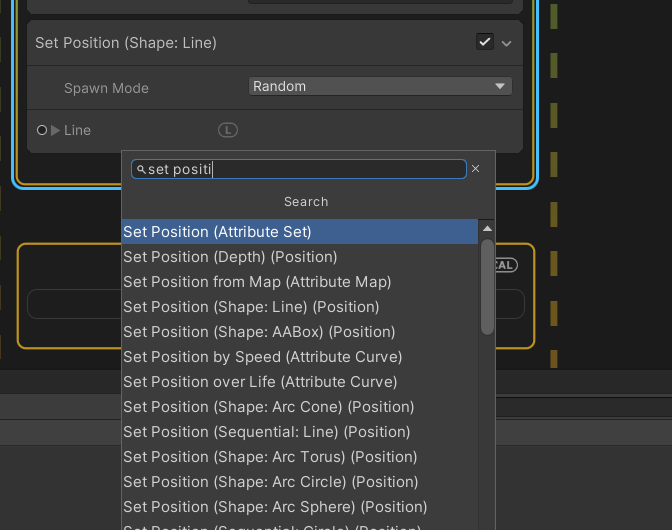 Set Position (Shape: Line)
Spawn Mode
Random
Line
L
set positi
Search
Set Position (Attribute Set)
Set Position (Depth) (Position)
Set Position from Map (Attribute Map)
Set Position (Shape: Line) (Position)
Set Position (Shape: AABox) (Position)
Set Position by Speed (Attribute Curve)
Set Position over Life (Attribute Curve)
Set Position (Shape: Arc Cone) (Position)
Set Position (Sequential: Line) (Position)
Set Position (Shape: Arc Torus) (Position)
Set Position (Shape: Arc Circle) (Position)
Set Position (Shape: Arc Sphere) (Position)
Set Position (Sequential: Circle) (Position)